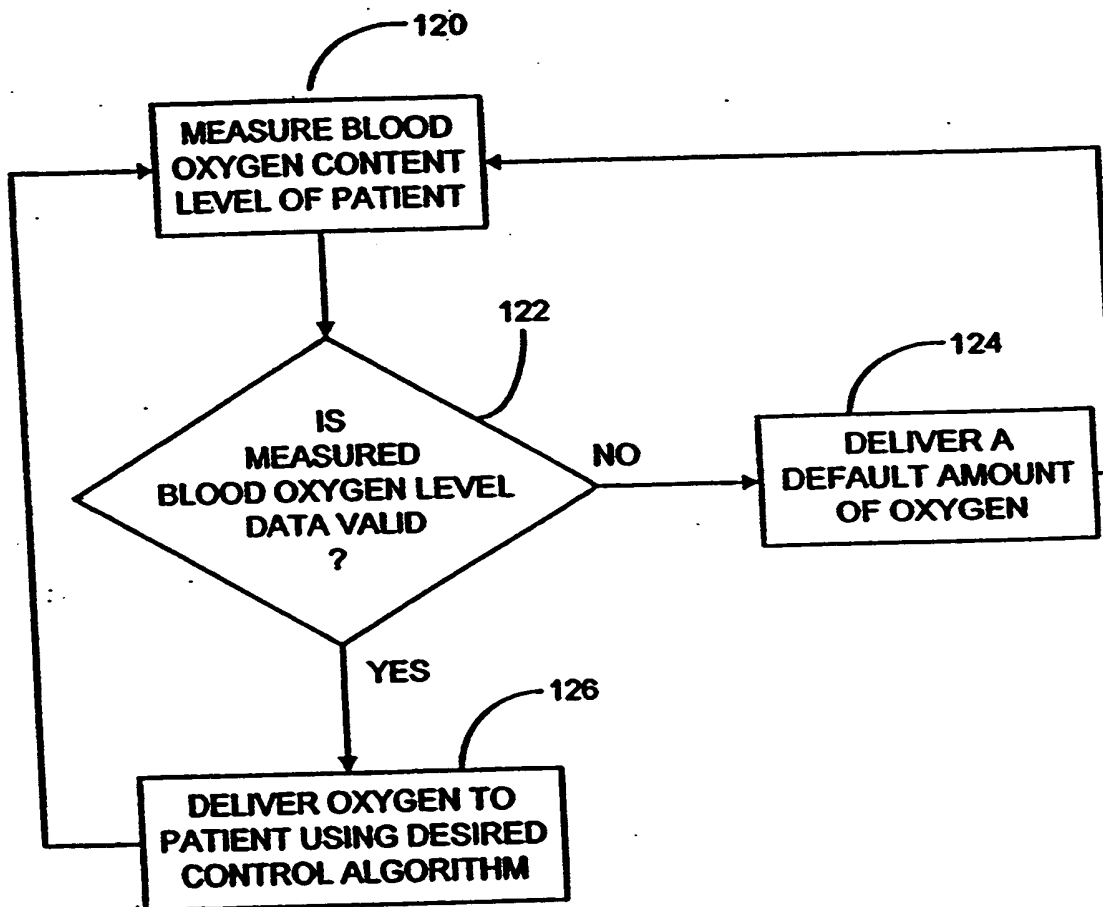 120
MEASURE BLOOD
OXYGEN CONTENT
LEVEL OF PATIENT
122
IS
MEASURED
BLOOD OXYGEN LEVEL
DATA VALID
?
NO
124
DELIVER A
DEFAULT AMOUNT
OF OXYGEN
YES
126
DELIVER OXYGEN TO
PATIENT USING DESIRED
CONTROL ALGORITHM